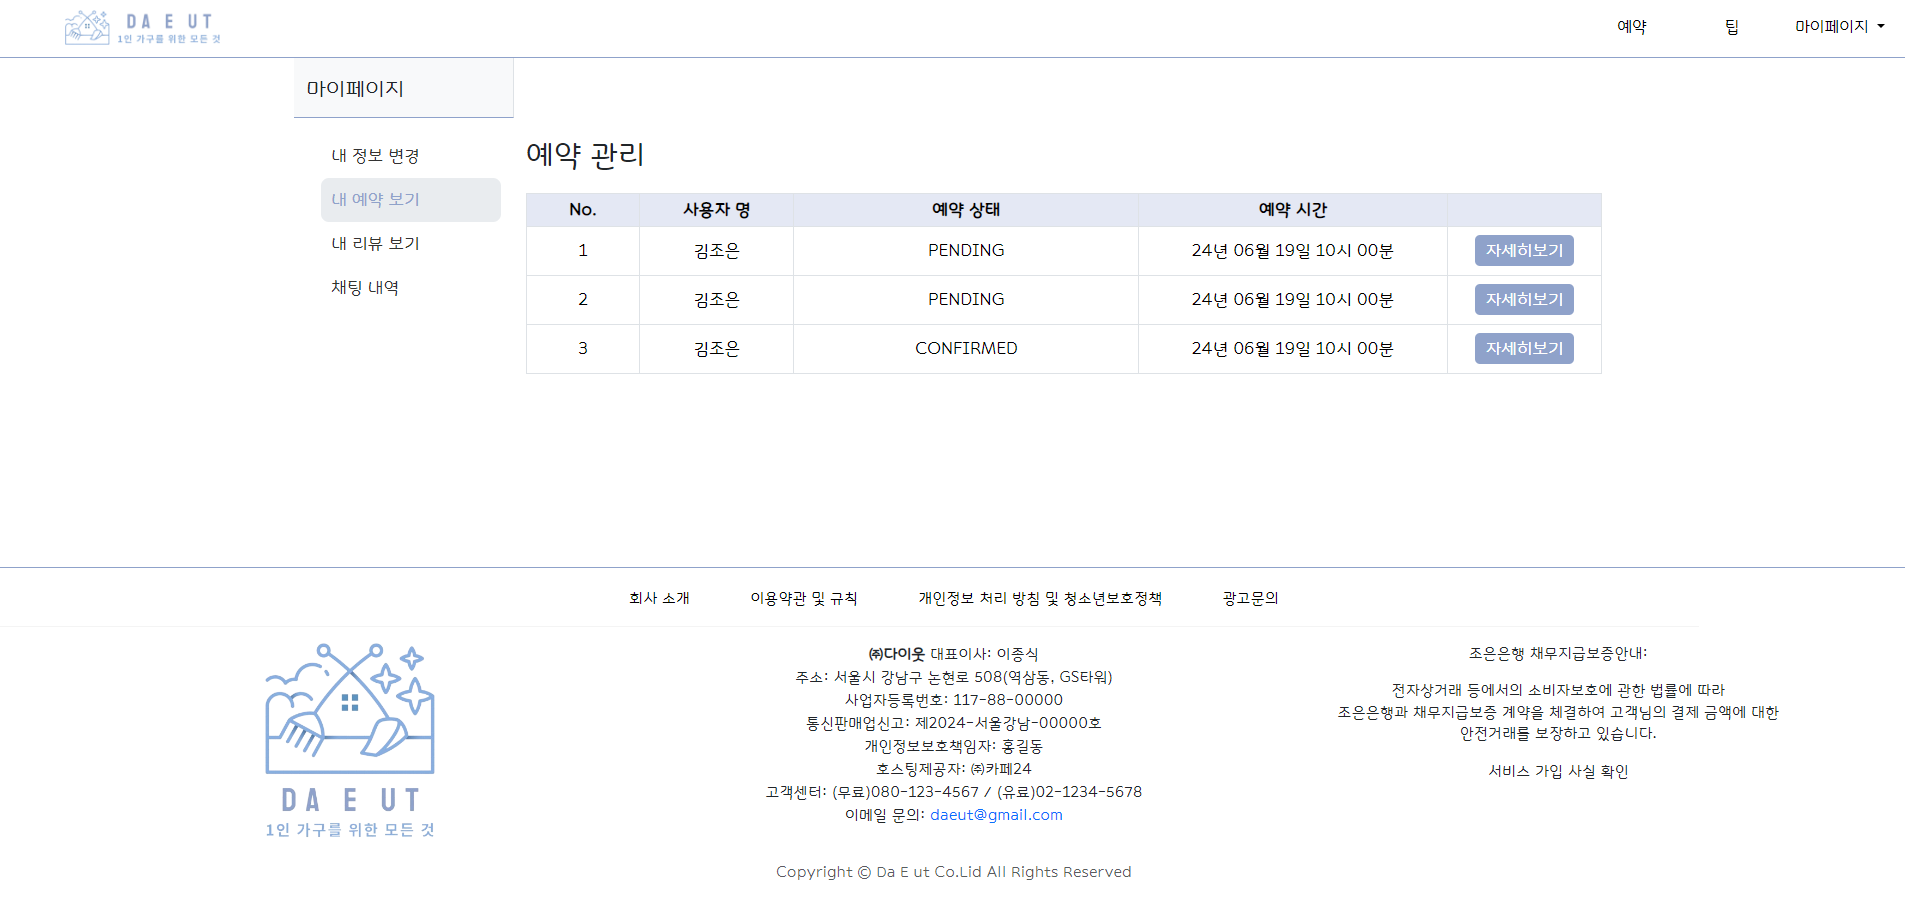 DA E UT
1인 가구를 위한 모든 것
예약
팁
마이페이지
마이페이지
내 정보 변경
내 예약 보기
내 리뷰 보기
채팅 내역
예약 관리
No. 사용자 명 예약 상태 예약 시간
1 김조은 PENDING 24년 06월 19일 10시 00분 자세히보기
2 김조은 PENDING 24년 06월 19일 10시 00분 자세히보기
3 김조은 CONFIRMED 24년 06월 19일 10시 00분 자세히보기
회사 소개 이용약관 및 규칙 개인정보 처리 방침 및 청소년보호정책 광고문의
DA E UT
1인 가구를 위한 모든 것
㈜다이웃 대표이사: 이종식
주소: 서울시 강남구 논현로 508(역삼동, GS타워)
사업자등록번호: 117-88-00000
통신판매업신고: 제2024-서울강남-00000호
개인정보보호책임자: 홍길동
호스팅제공자: ㈜카페24
고객센터: (무료)080-123-4567 / (유료)02-1234-5678
이메일 문의: daeut@gmail.com
조은은행 채무지급보증안내:
전자상거래 등에서의 소비자보호에 관한 법률에 따라
조은은행과 채무지급보증 계약을 체결하여 고객님의 결제 금액에 대한
안전거래를 보장하고 있습니다.
서비스 가입 사실 확인
Copyright © Da E ut Co.Lid All Rights Reserved